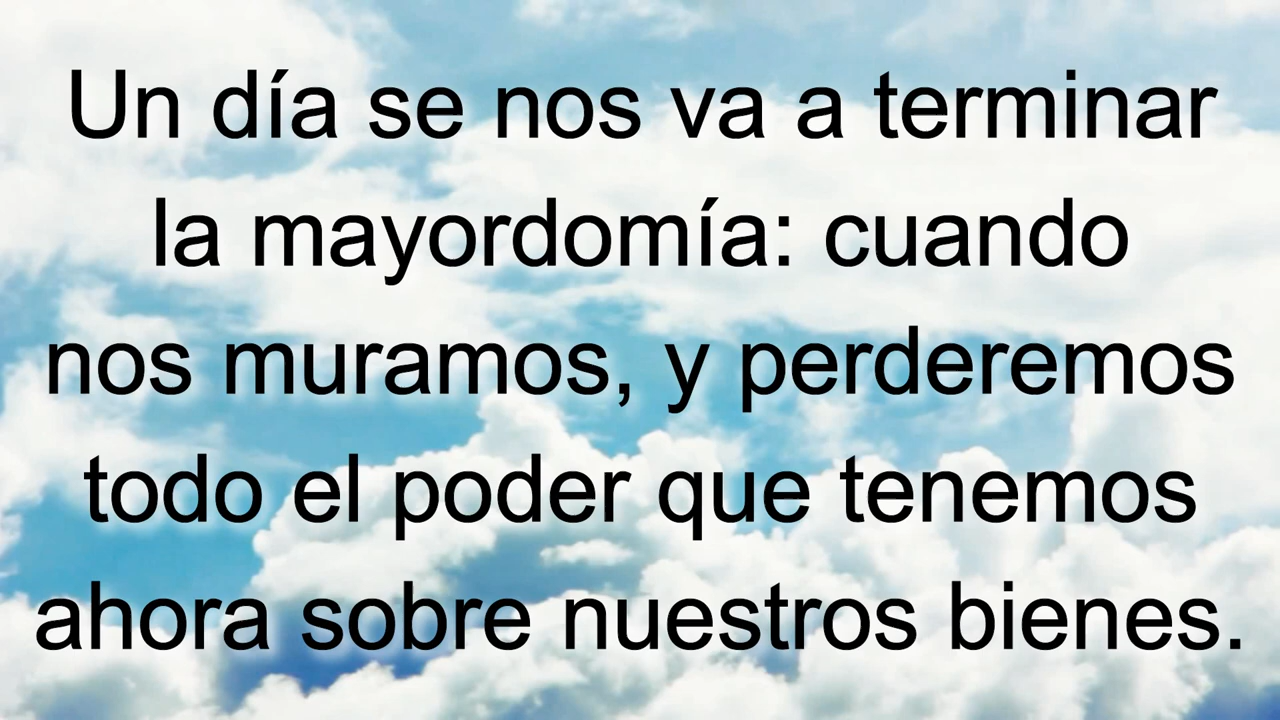 Un día se nos va a terminar
la mayordomía: cuando
nos muramos, y perderemos
todo el poder que tenemos
ahora sobre nuestros bienes.